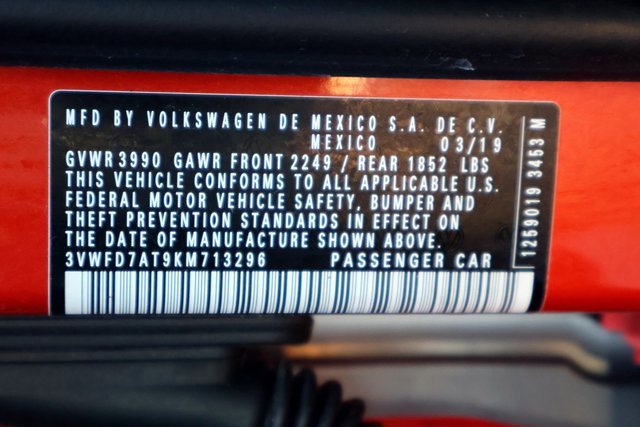 MFD BY VOLKSWAGEN DE MEXICO S.A. DE C.V.
MEXICO 03/19
GVWR 3990 GAWR FRONT 2249 / REAR 1852 LBS
THIS VEHICLE CONFORMS TO ALL APPLICABLE U.S.
FEDERAL MOTOR VEHICLE SAFETY, BUMPER AND
THEFT PREVENTION STANDARDS IN EFFECT ON
THE DATE OF MANUFACTURE SHOWN ABOVE.
3VWFD7AT9KM713296 PASSENGER CAR
1259019 3453 M